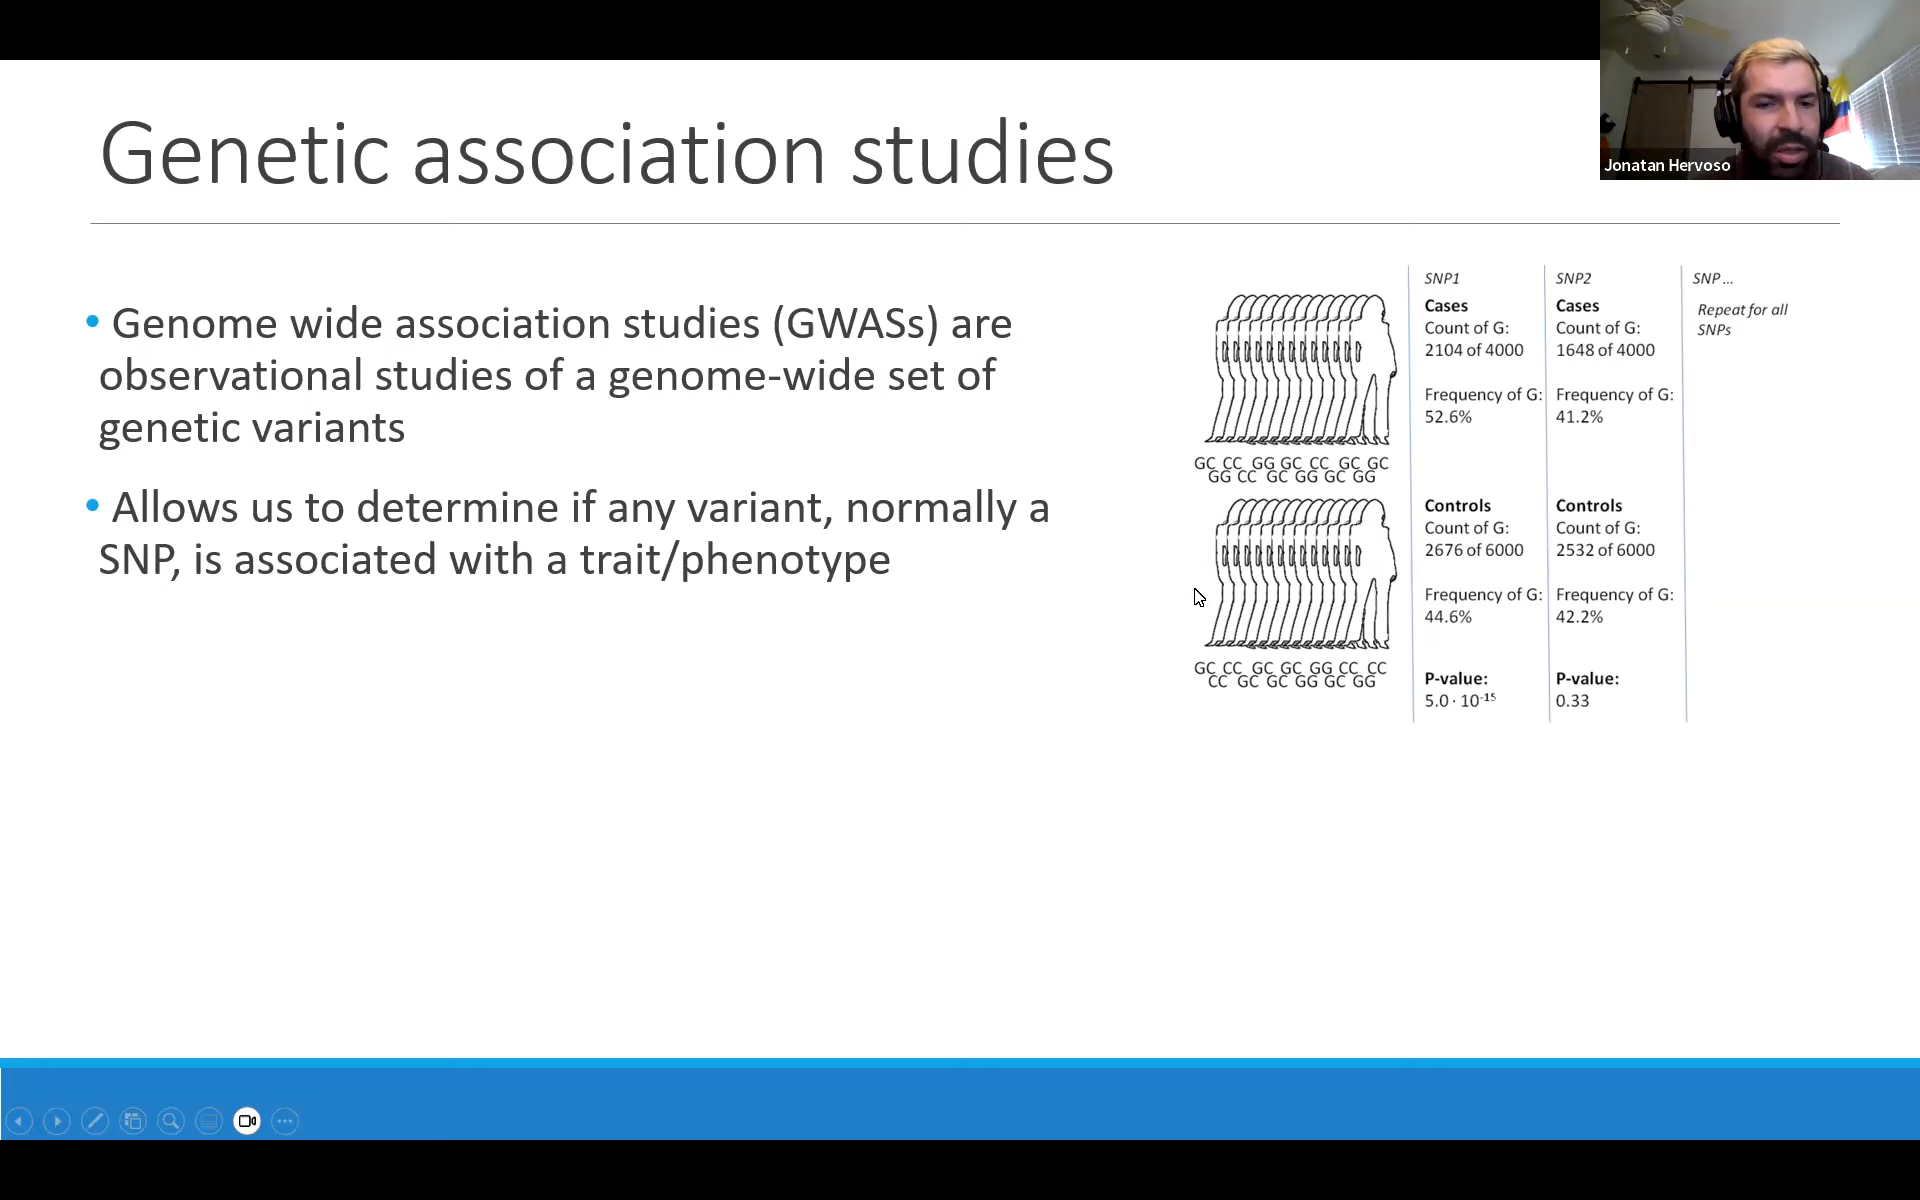 Genetic association studies
Jonatan Hervoso
• Genome wide association studies (GWASs) are
observational studies of a genome-wide set of
genetic variants
• Allows us to determine if any variant, normally a
SNP, is associated with a trait/phenotype
GC CC GG GC CC GC GC
GG CC GC GG GC GG
GC CC GC GC GG CC CC
CC GC GC GG GC GG
SNP1
Cases
Count of G:
2104 of 4000
Frequency of G:
52.6%
Controls
Count of G:
2676 of 6000
Frequency of G:
44.6%
P-value:
5.0 · 10⁻¹⁵
SNP2
Cases
Count of G:
1648 of 4000
Frequency of G:
41.2%
Controls
Count of G:
2532 of 6000
Frequency of G:
42.2%
P-value:
0.33
SNP ...
Repeat for all
SNPs